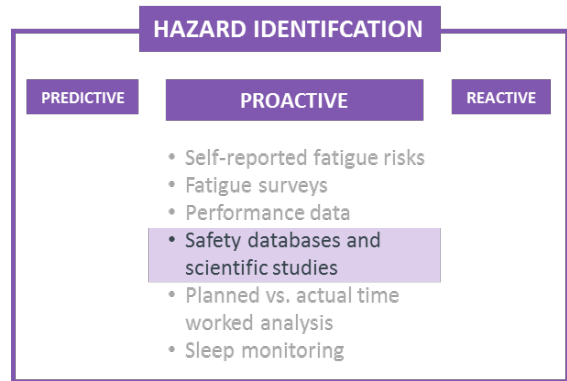 HAZARD IDENTIFCATION
PREDICTIVE
PROACTIVE
REACTIVE
• Self-reported fatigue risks
• Fatigue surveys
• Performance data
• Safety databases and
scientific studies
• Planned vs. actual time
worked analysis
• Sleep monitoring